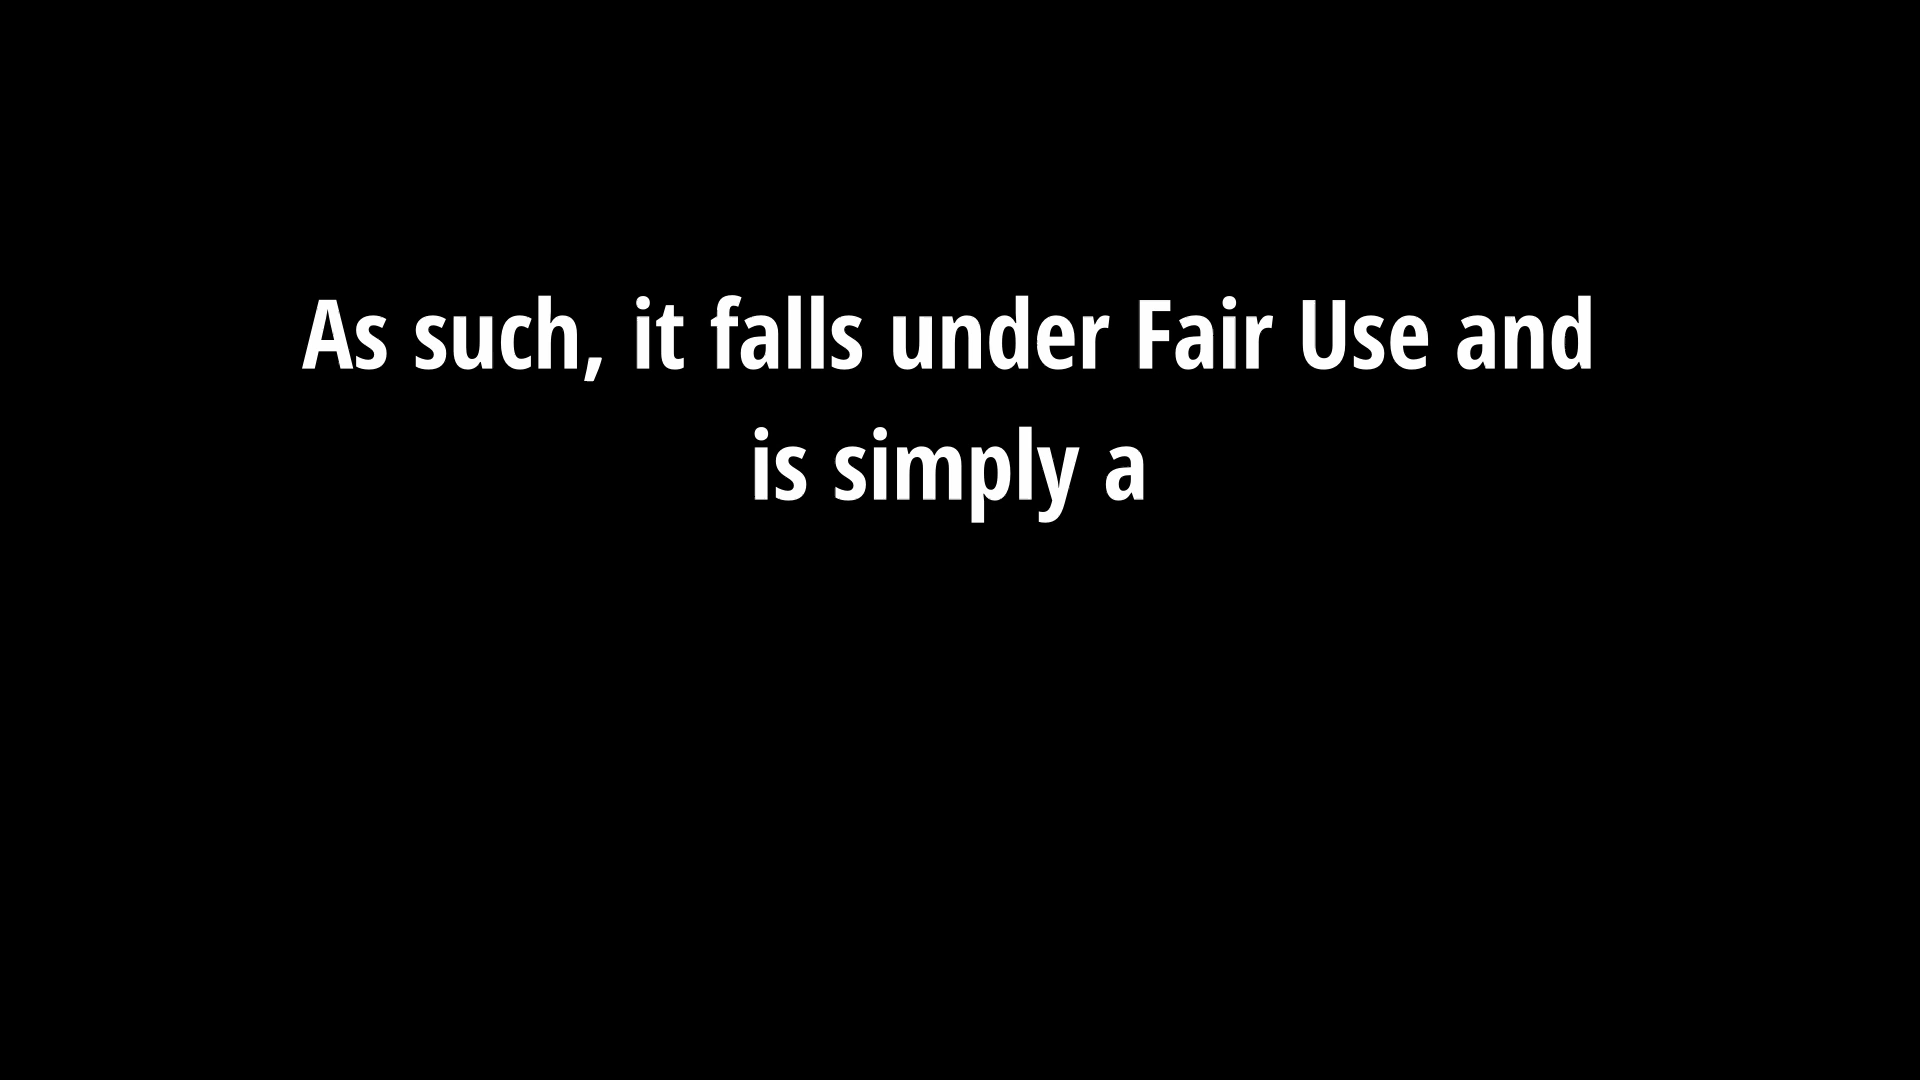 As such, it falls under Fair Use and
is simply a